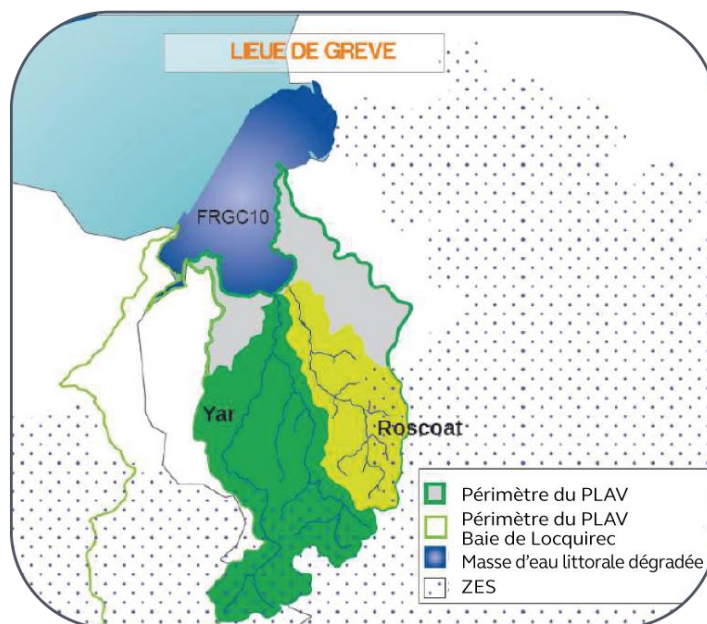 LIEUE DE GREVE
FRGC10
Yar
Roscoat
Périmètre du PLAV
Périmètre du PLAV
Baie de Locquirec
Masse d'eau littorale dégradée
ZES